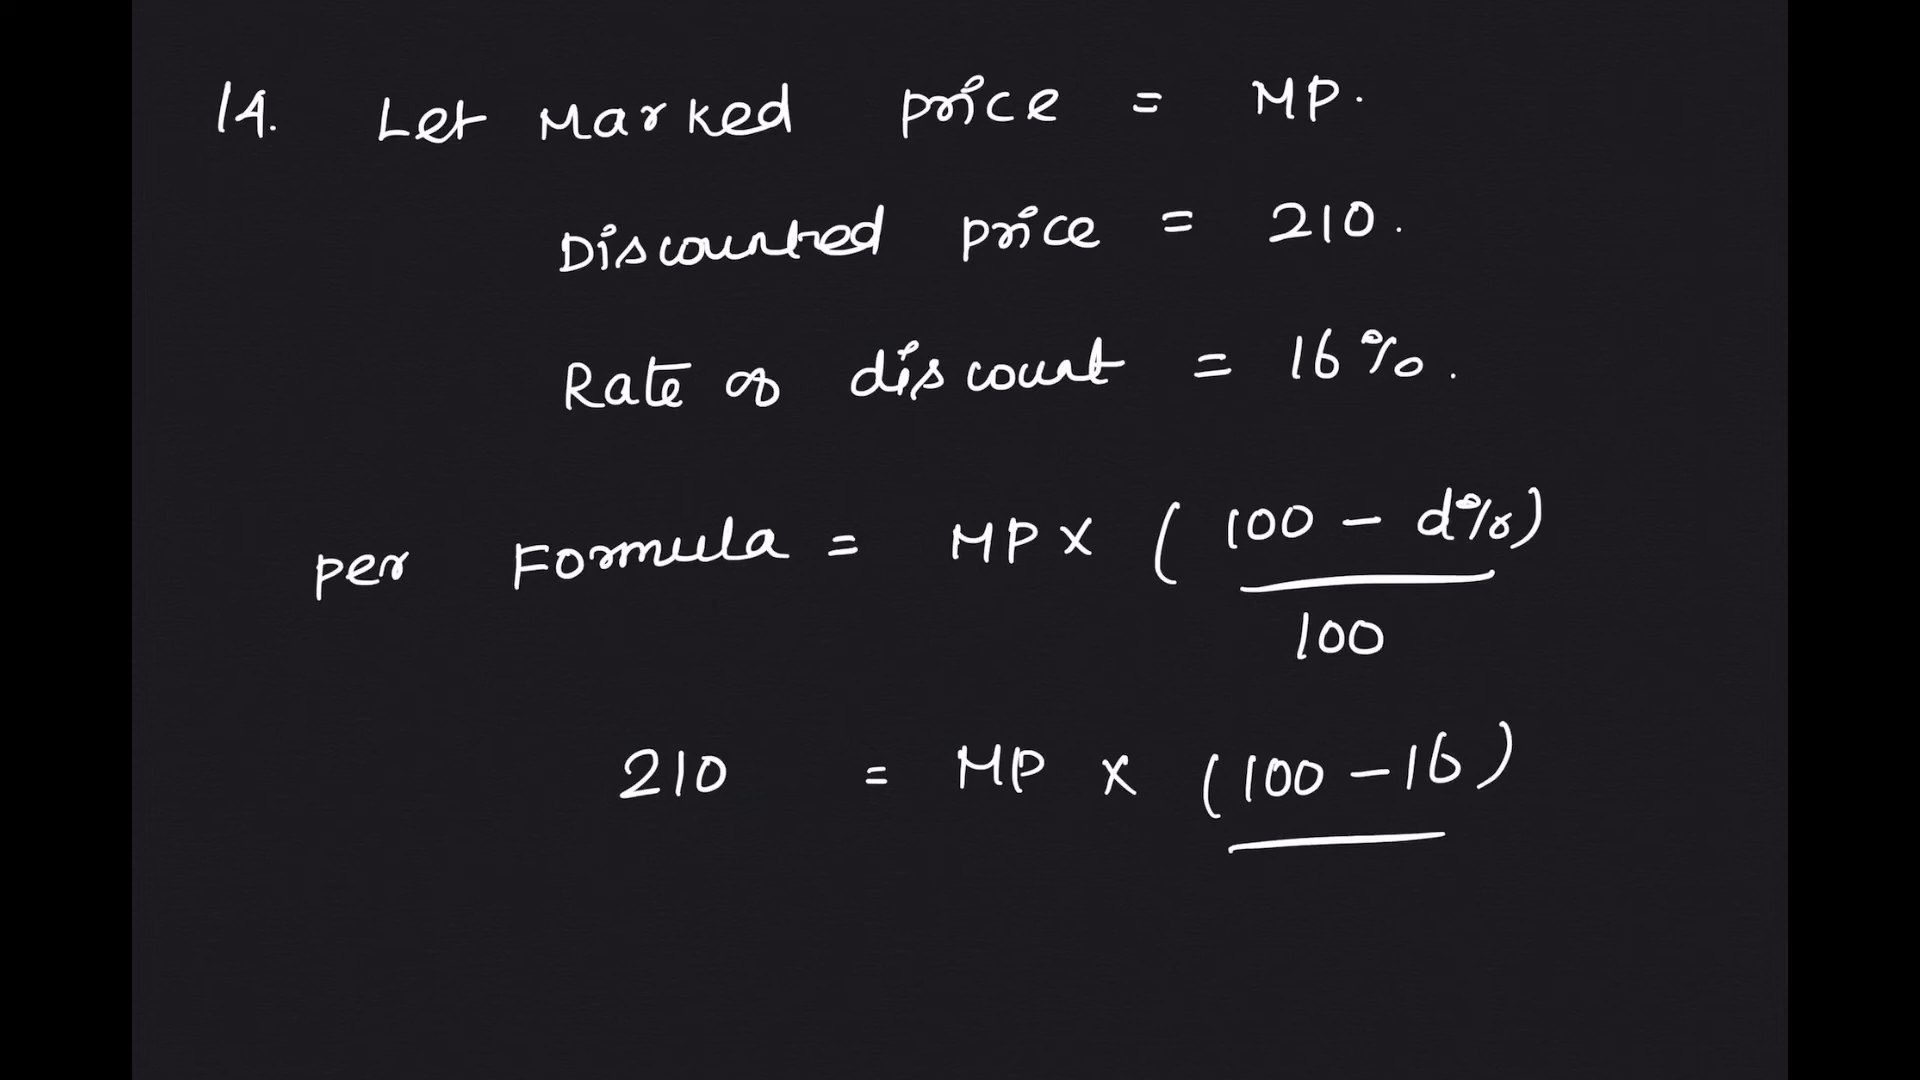 14. Let Marked price = MP.
Discounted price = 210.
Rate of discount = 16%.
per Formula = MP x (100 - d%)
100
210 = MP x (100 - 16)